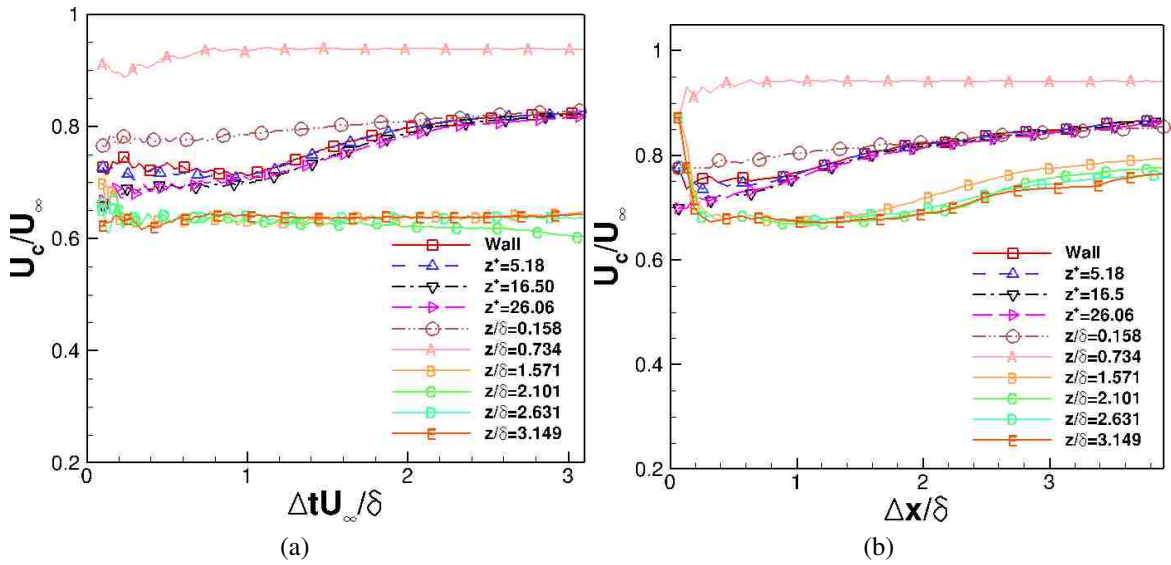 1
0.8
0.6
0.4
0.2
0
1
2
3
U_c/U_∞
ΔtU_∞/δ
Wall
z⁺=5.18
z⁺=16.50
z⁺=26.06
z/δ=0.158
z/δ=0.734
z/δ=1.571
z/δ=2.101
z/δ=2.631
z/δ=3.149
(a)
1
0.8
0.6
0.4
0.2
0
1
2
3
U_c/U_∞
Δx/δ
Wall
z⁺=5.18
z⁺=16.5
z⁺=26.06
z/δ=0.158
z/δ=0.734
z/δ=1.571
z/δ=2.101
z/δ=2.631
z/δ=3.149
(b)